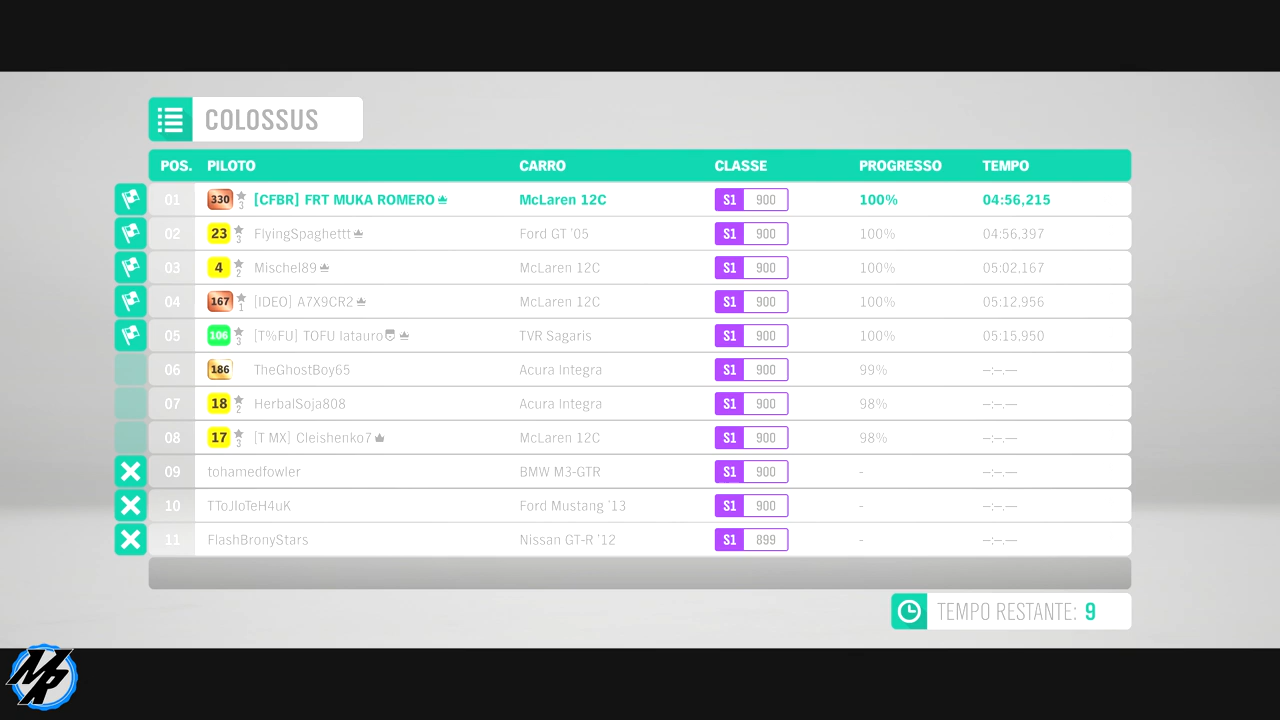 COLOSSUS
POS. PILOTO CARRO CLASSE PROGRESSO TEMPO
01 330 3 [CFBR] FRT MUKA ROMERO McLaren 12C S1 900 100% 04:56,215
02 23 3 FlyingSpaghettt Ford GT '05 S1 900 100% 04:56,397
03 4 2 Mischel89 McLaren 12C S1 900 100% 05:02,167
04 167 1 [IDEO] A7X9CR2 McLaren 12C S1 900 100% 05:12,956
05 106 3 [T%FU] TOFU latauro TVR Sagaris S1 900 100% 05:15,950
06 186 TheGhostBoy65 Acura Integra S1 900 99% --:--.---
07 18 2 HerbalSoja808 Acura Integra S1 900 98% --:--.---
08 17 3 [T MX] Cleishenko7 McLaren 12C S1 900 98% --:--.---
09 tohamedfowler BMW M3-GTR S1 900 - --:--.---
10 TToJIoTeH4uK Ford Mustang '13 S1 900 - --:--.---
11 FlashBronyStars Nissan GT-R '12 S1 899 - --:--.---
TEMPO RESTANTE: 9